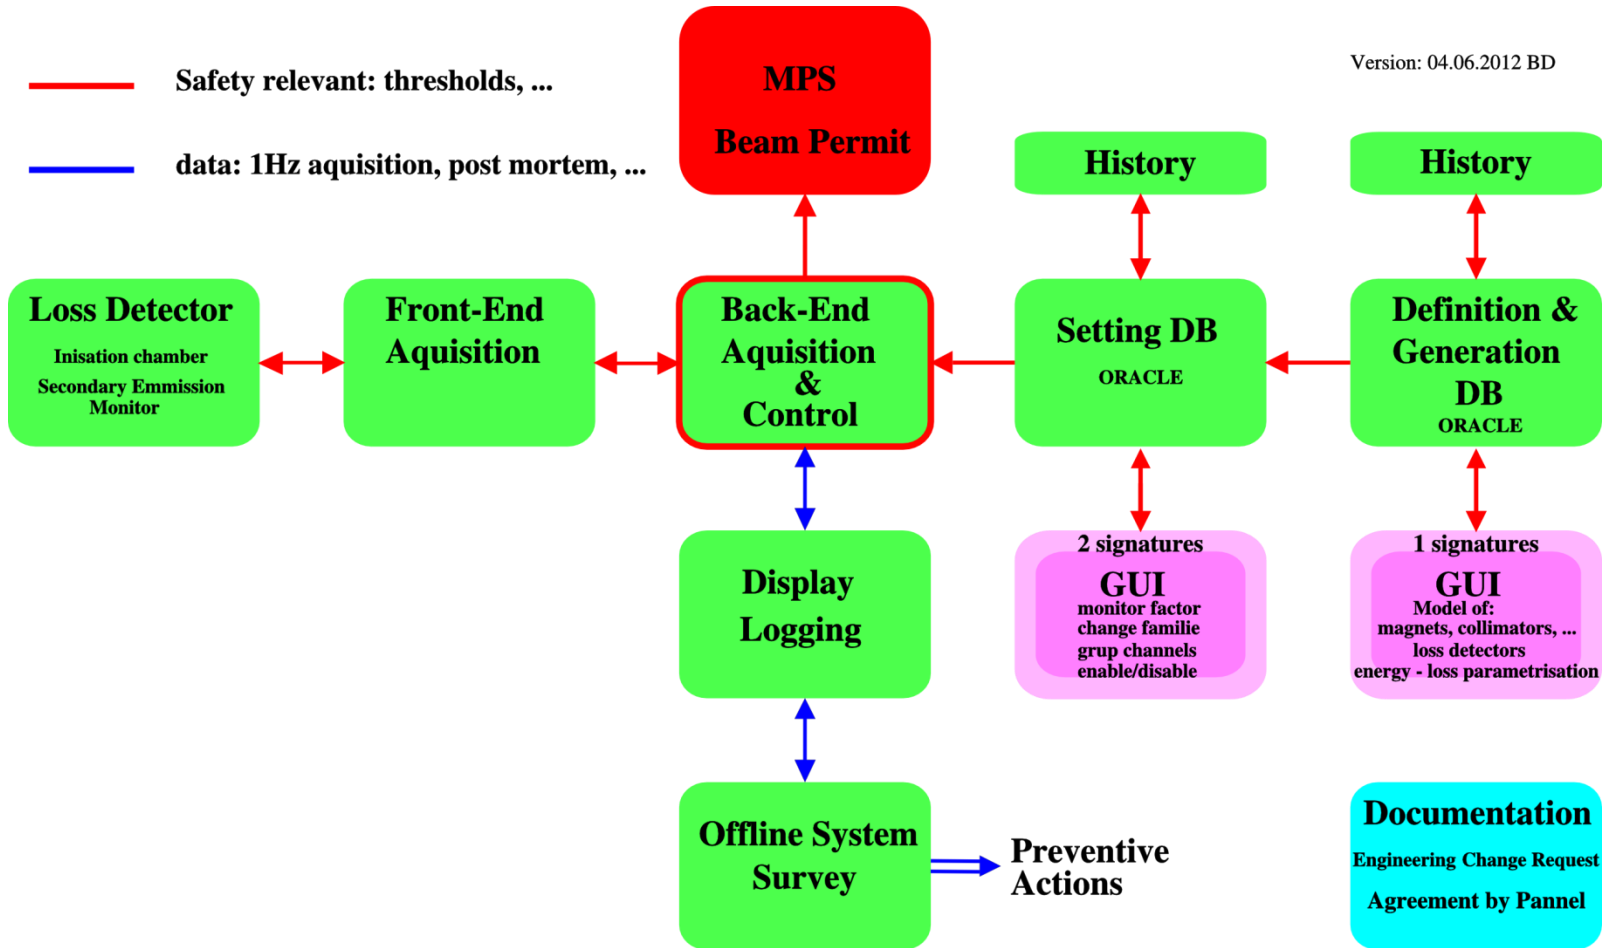 Safety relevant: thresholds, ...
data: 1Hz aquisition, post mortem, ...
MPS
Beam Permit
Version: 04.06.2012 BD
History
History
Loss Detector
Inisation chamber
Secondary Emmission
Monitor
Front-End
Aquisition
Back-End
Aquisition
&
Control
Setting DB
ORACLE
Definition &
Generation
DB
ORACLE
Display
Logging
2 signatures
GUI
monitor factor
change familie
grup channels
enable/disable
1 signatures
GUI
Model of:
magnets, collimators, ...
loss detectors
energy - loss parametrisation
Offline System
Survey
Preventive
Actions
Documentation
Engineering Change Request
Agreement by Pannel